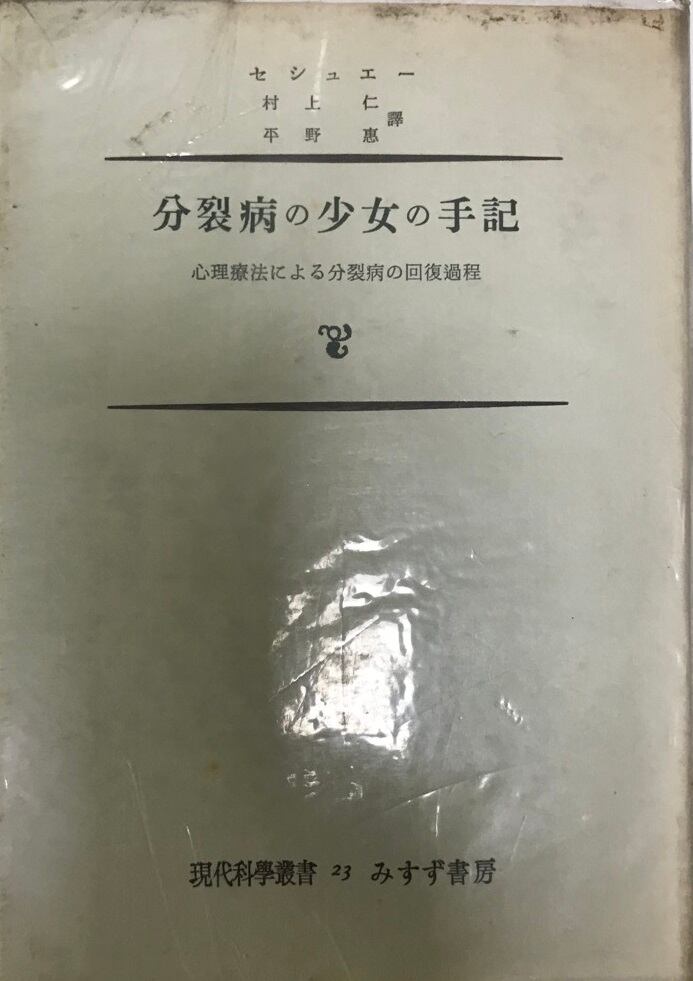 セシュエー
村上 仁
平野 惠 譯
分裂病の少女の手記
心理療法による分裂病の回復過程
現代科學叢書 23 みすず書房